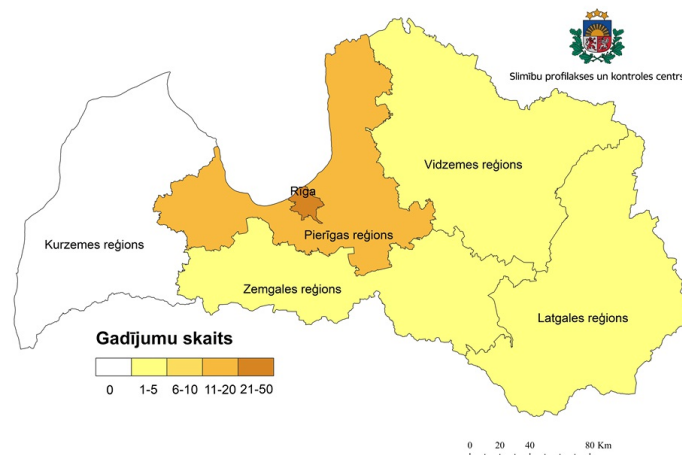 Slimību profilakses un kontroles centrs
Vidzemes reģions
Rīga
Pierīgas reģions
Kurzemes reģions
Zemgales reģions
Latgales reģions
Gadījumu skaits
0 1-5 6-10 11-20 21-50
0 20 40 80 Km